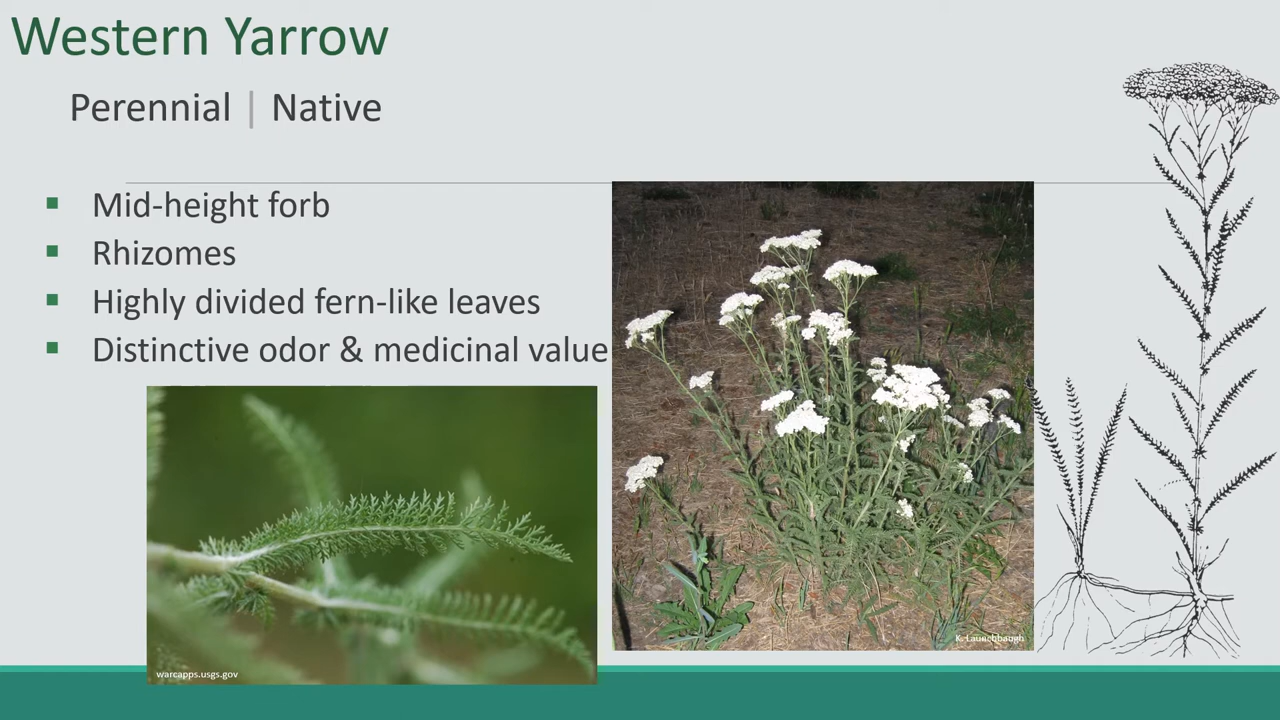 Western Yarrow
Perennial | Native
Mid-height forb
Rhizomes
Highly divided fern-like leaves
Distinctive odor & medicinal value
K. Launchbaugh
warcapps.usgs.gov